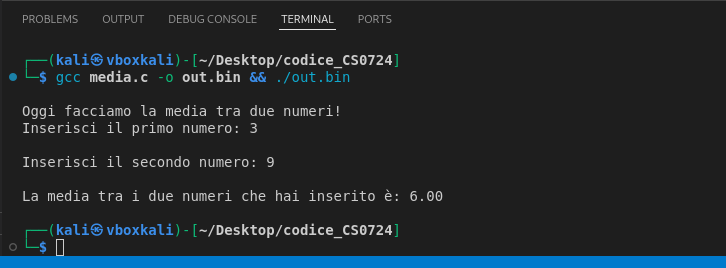 PROBLEMS OUTPUT DEBUG CONSOLE TERMINAL PORTS
┌──(kali㉿vboxkali)-[~/Desktop/codice_CS0724]
└─$ gcc media.c -o out.bin && ./out.bin
Oggi facciamo la media tra due numeri!
Inserisci il primo numero: 3
Inserisci il secondo numero: 9
La media tra i due numeri che hai inserito è: 6.00
┌──(kali㉿vboxkali)-[~/Desktop/codice_CS0724]
└─$